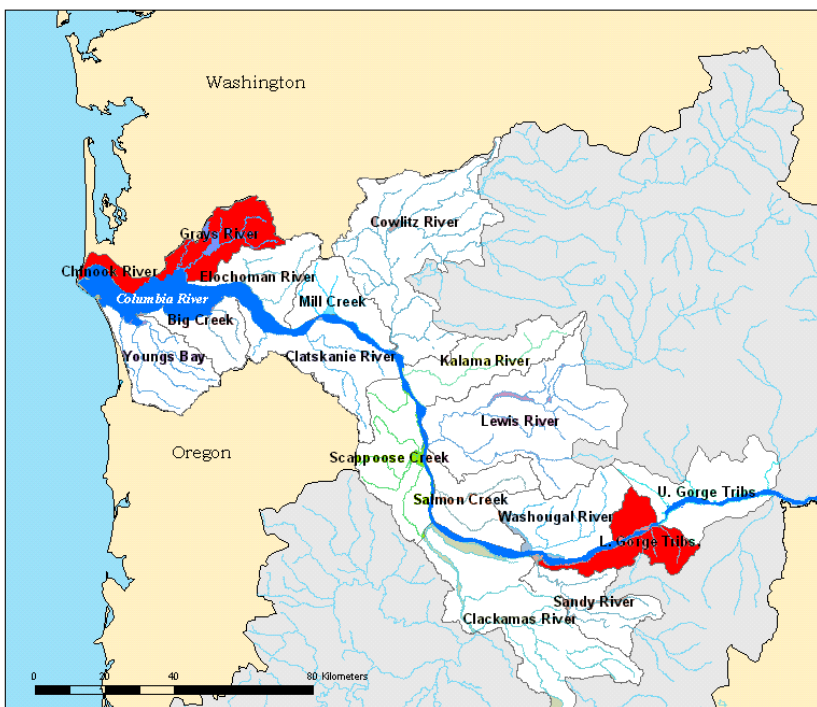 Washington
Cowlitz River
Grays River
Chinook River
Elochoman River
Columbia River
Mill Creek
Big Creek
Youngs Bay
Clatskanie River
Kalama River
Lewis River
Oregon
Scappoose Creek
U. Gorge Tribs.
Salmon Creek
Washougal River
L. Gorge Tribs.
Sandy River
Clackamas River
0 20 40 80 Kilometers